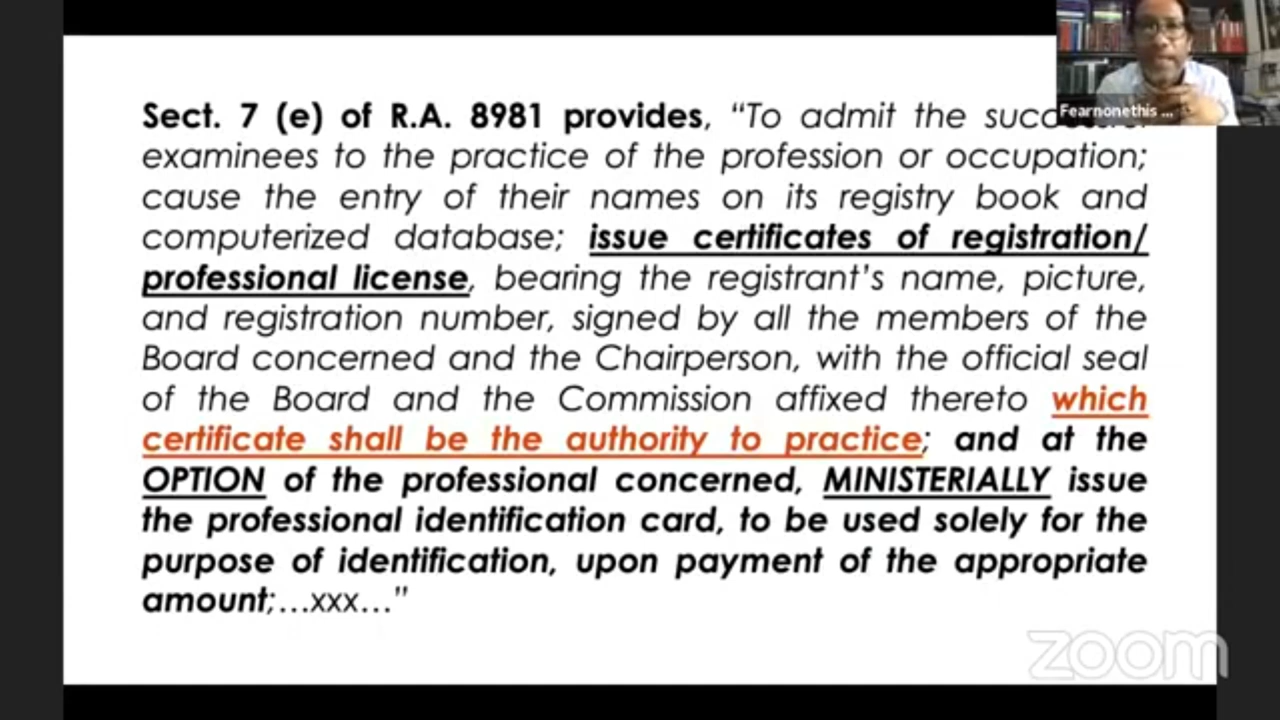 Sect. 7 (e) of R.A. 8981 provides, “To admit the
examinees to the practice of the profession or occupation;
cause the entry of their names on its registry book and
computerized database; issue certificates of registration/
professional license, bearing the registrant’s name, picture,
and registration number, signed by all the members of the
Board concerned and the Chairperson, with the official seal
of the Board and the Commission affixed thereto which
certificate shall be the authority to practice; and at the
OPTION of the professional concerned, MINISTERIALLY issue
the professional identification card, to be used solely for the
purpose of identification, upon payment of the appropriate
amount;...xxx...”
Fearnonethis ...
zoom